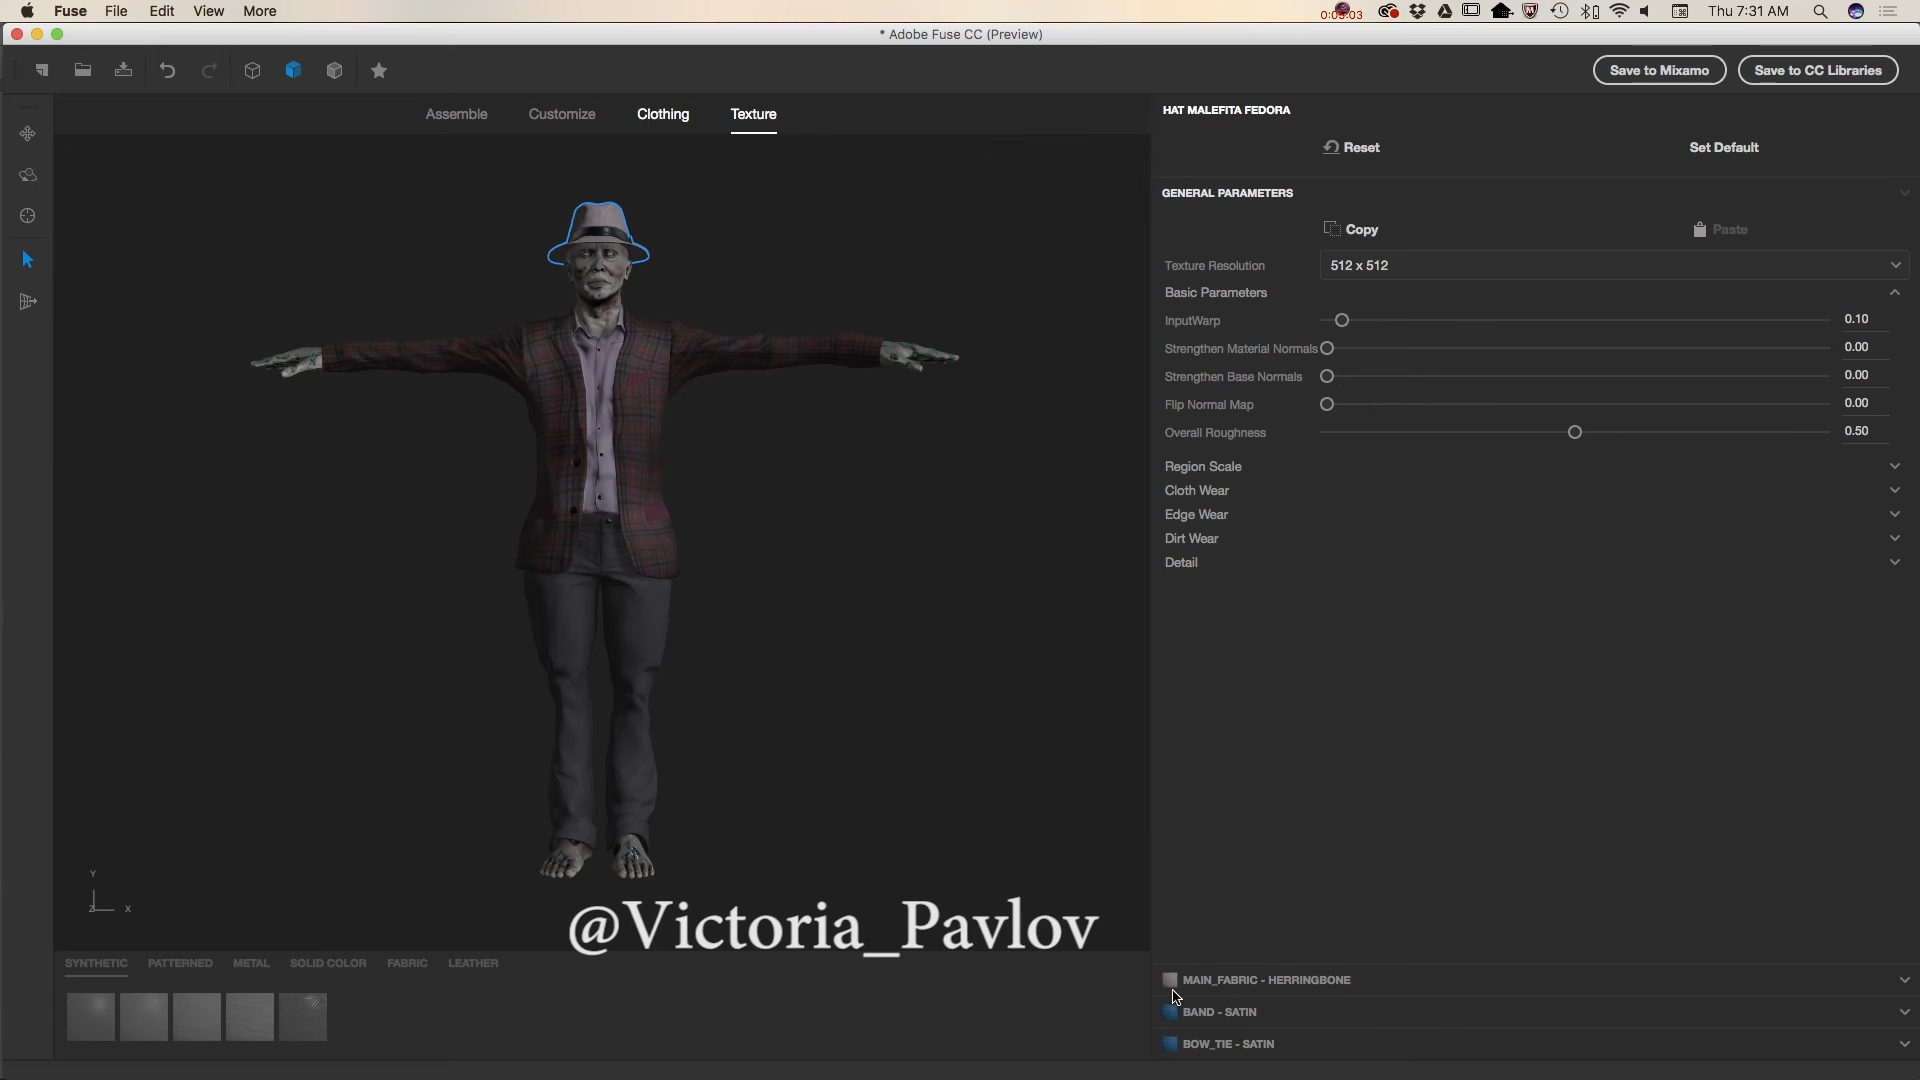 Fuse File Edit View More
Thu 7:31 AM
* Adobe Fuse CC (Preview)
Save to Mixamo Save to CC Libraries
Assemble Customize Clothing Texture
HAT MALEFITA FEDORA
Reset Set Default
GENERAL PARAMETERS
Copy Paste
Texture Resolution 512 x 512
Basic Parameters
InputWarp 0.10
Strengthen Material Normals 0.00
Strengthen Base Normals 0.00
Flip Normal Map 0.00
Overall Roughness 0.50
Region Scale
Cloth Wear
Edge Wear
Dirt Wear
Detail
Y
Z X
@Victoria_Pavlov
SYNTHETIC PATTERNED METAL SOLID COLOR FABRIC LEATHER
MAIN_FABRIC - HERRINGBONE
BAND - SATIN
BOW_TIE - SATIN